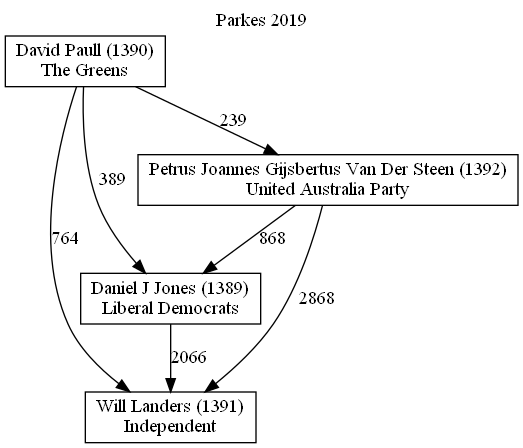 Parkes 2019
David Paull (1390)
The Greens
239
Petrus Joannes Gijsbertus Van Der Steen (1392)
United Australia Party
389
764
868
2868
Daniel J Jones (1389)
Liberal Democrats
2066
Will Landers (1391)
Independent